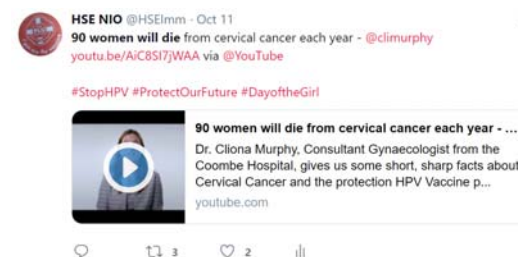 HSE NIO @HSEImm · Oct 11
90 women will die from cervical cancer each year - @climurphy
youtu.be/AiC8SI7jWAA via @YouTube
#StopHPV #ProtectOurFuture #DayoftheGirl
90 women will die from cervical cancer each year - ...
Dr. Cliona Murphy, Consultant Gynaecologist from the
Coombe Hospital, gives us some short, sharp facts about
Cervical Cancer and the protection HPV Vaccine p...
youtube.com
3 2